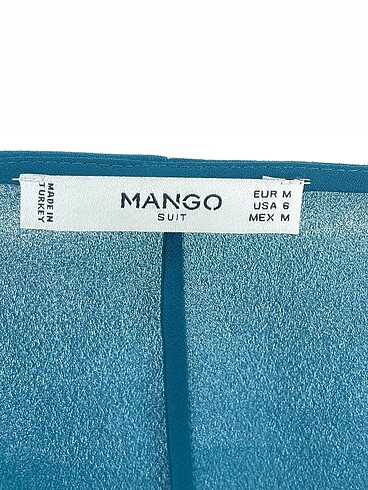 MADE IN
TURKEY
MANGO
SUIT
EUR M
USA 6
MEX M